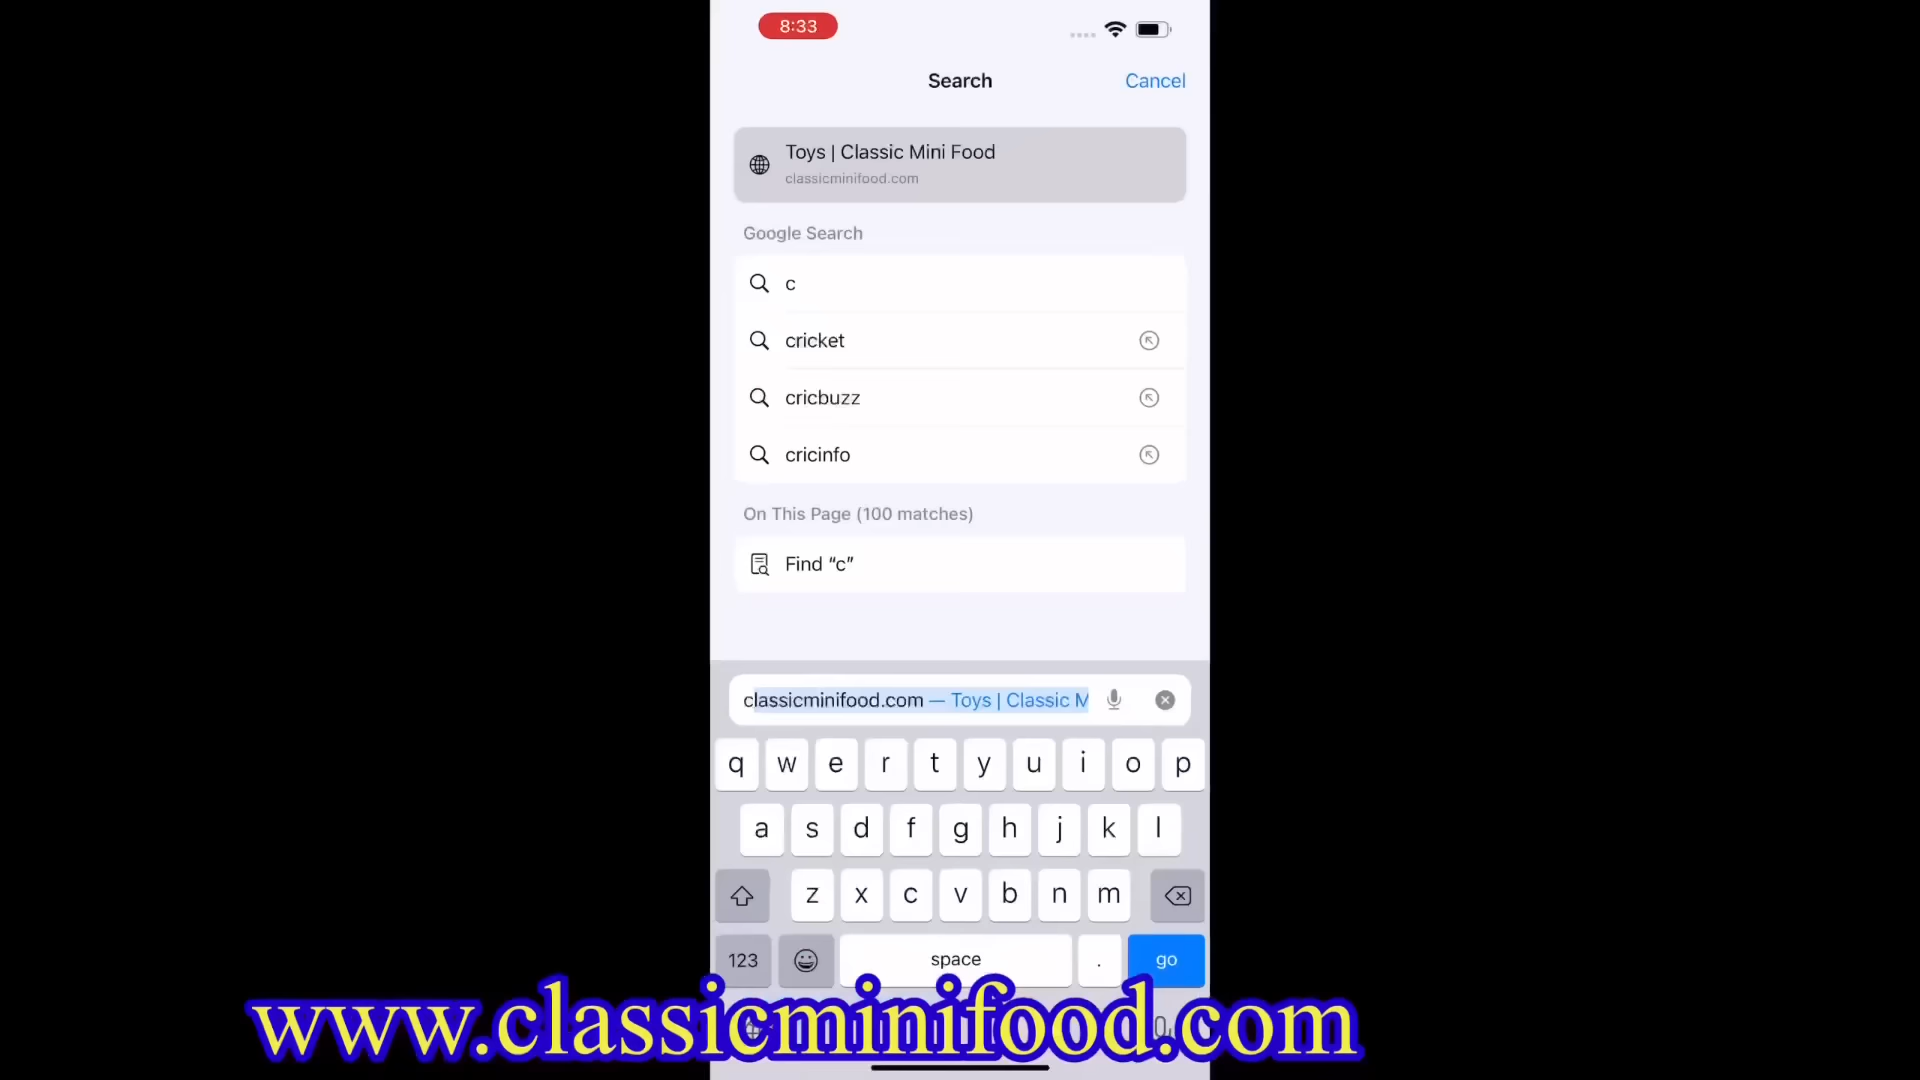 8:33
Search
Cancel
Toys | Classic Mini Food
classicminifood.com
Google Search
c
cricket
cricbuzz
cricinfo
On This Page (100 matches)
Find “c”
classicminifood.com — Toys | Classic M
q w e r t y u i o p
a s d f g h j k l
z x c v b n m
123 space . go
www.classicminifood.com